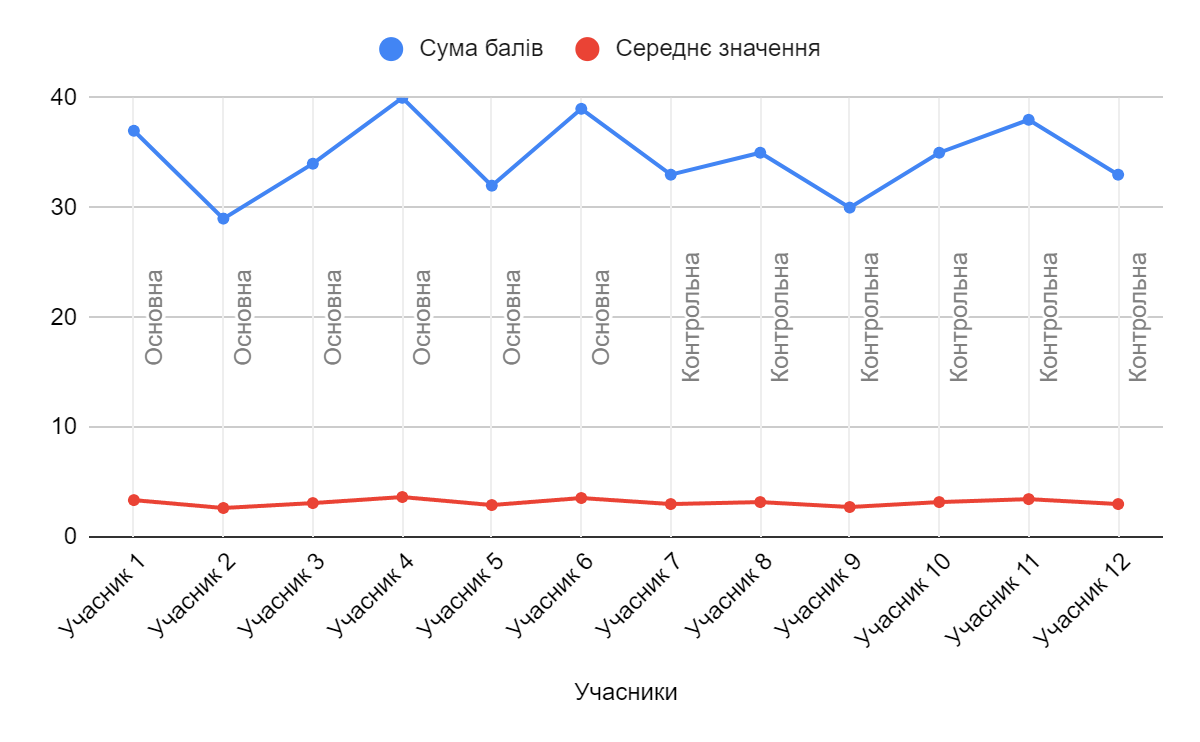 Сума балів
Середнє значення
40
30
20
10
0
Основна
Основна
Основна
Основна
Основна
Основна
Контрольна
Контрольна
Контрольна
Контрольна
Контрольна
Контрольна
Учасник 1
Учасник 2
Учасник 3
Учасник 4
Учасник 5
Учасник 6
Учасник 7
Учасник 8
Учасник 9
Учасник 10
Учасник 11
Учасник 12
Учасники